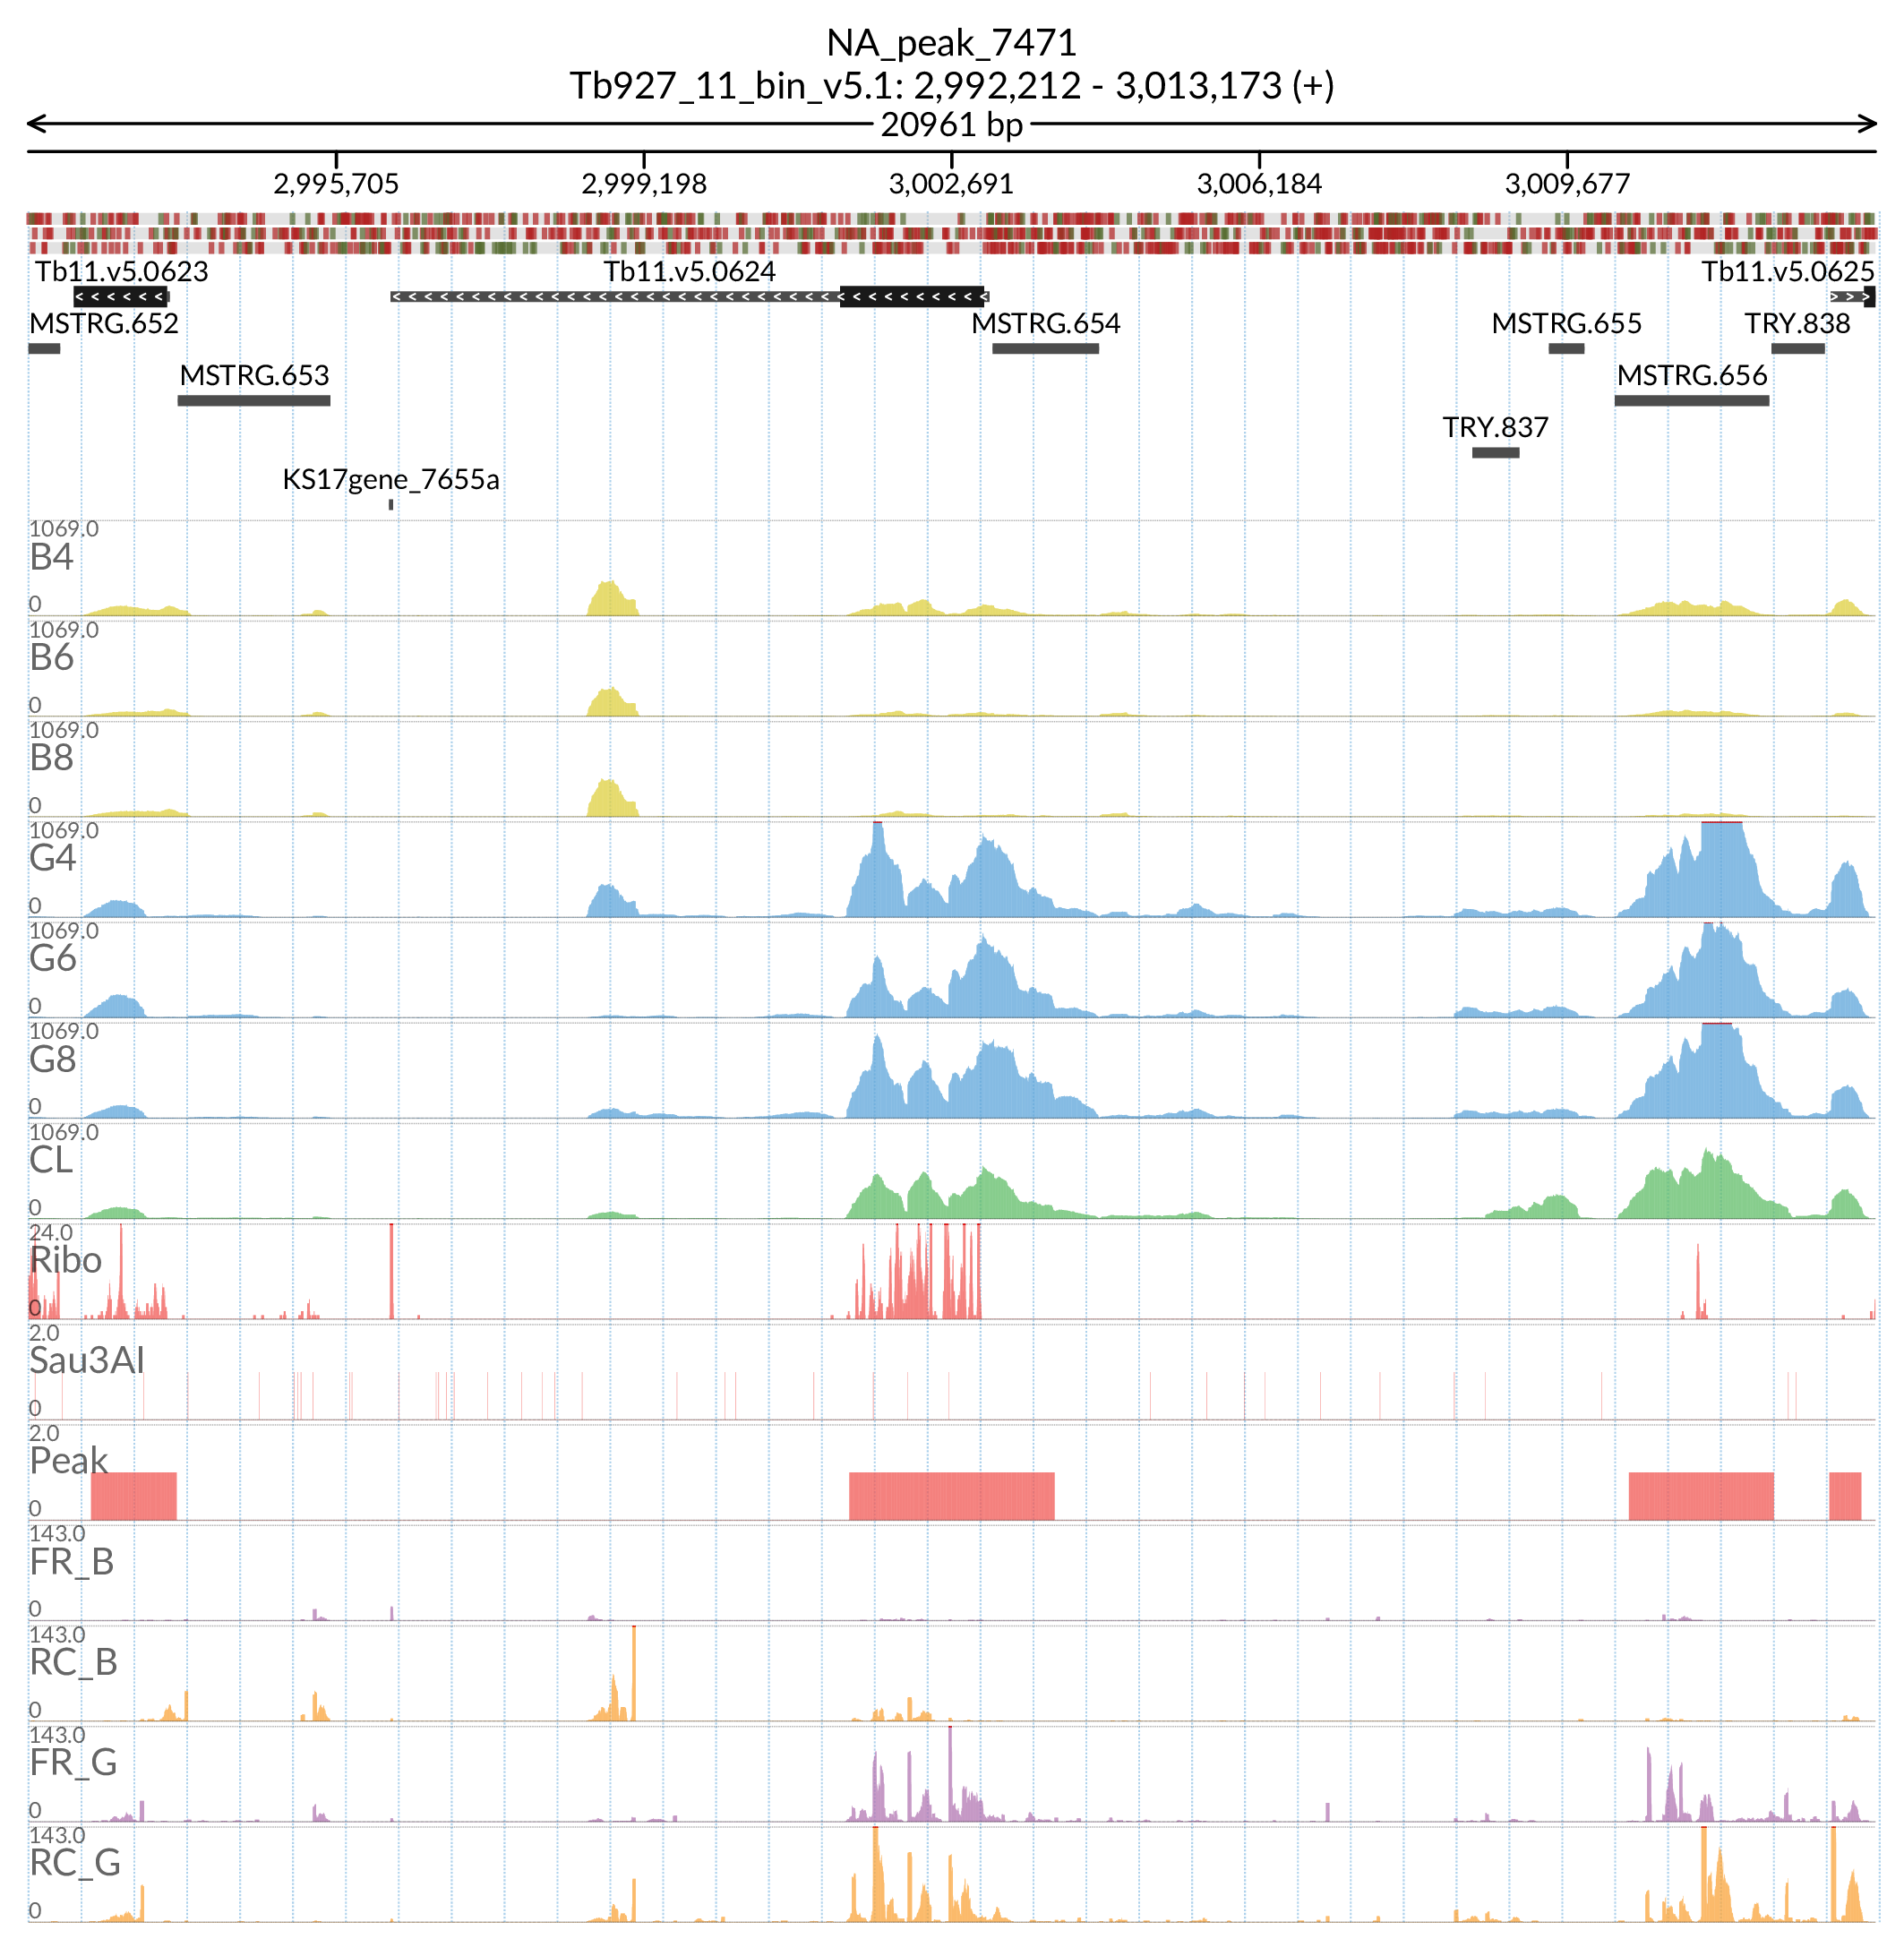 NA_peak_7471
Tb927_11_bin_v5.1: 2,992,212 - 3,013,173 (+)
20961 bp
2,995,705 2,999,198 3,002,691 3,006,184 3,009,677
Tb11.v5.0623 Tb11.v5.0624 Tb11.v5.0625
MSTRG.652 MSTRG.654 MSTRG.655 TRY.838
MSTRG.653 MSTRG.656
TRY.837
KS17gene_7655a
1069.0
B4
0
1069.0
B6
0
1069.0
B8
0
1069.0
G4
0
1069.0
G6
0
1069.0
G8
0
1069.0
CL
0
24.0
Ribo
0
2.0
Sau3AI
0
2.0
Peak
0
143.0
FR_B
0
143.0
RC_B
0
143.0
FR_G
0
143.0
RC_G
0